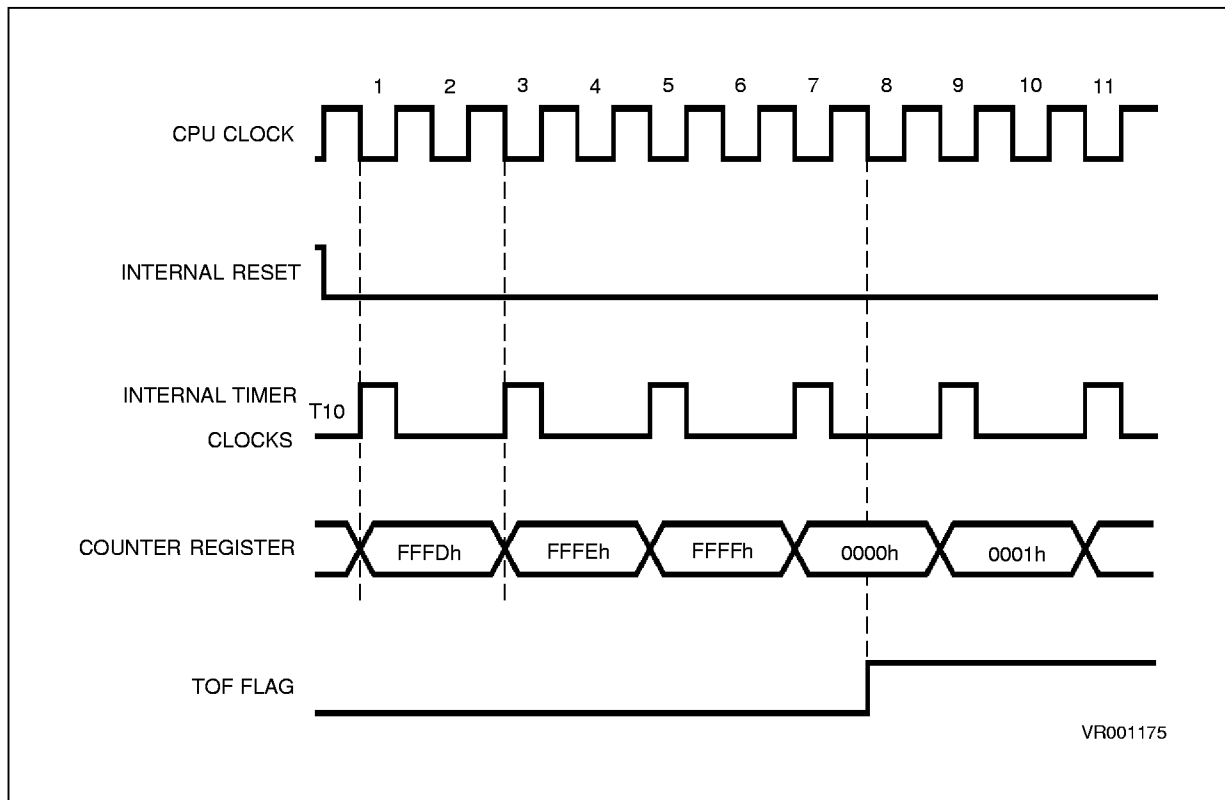 1 2 3 4 5 6 7 8 9 10 11
CPU CLOCK
INTERNAL RESET
INTERNAL TIMER
T10
CLOCKS
COUNTER REGISTER
FFFDh FFFEh FFFFh 0000h 0001h
TOF FLAG
VR001175